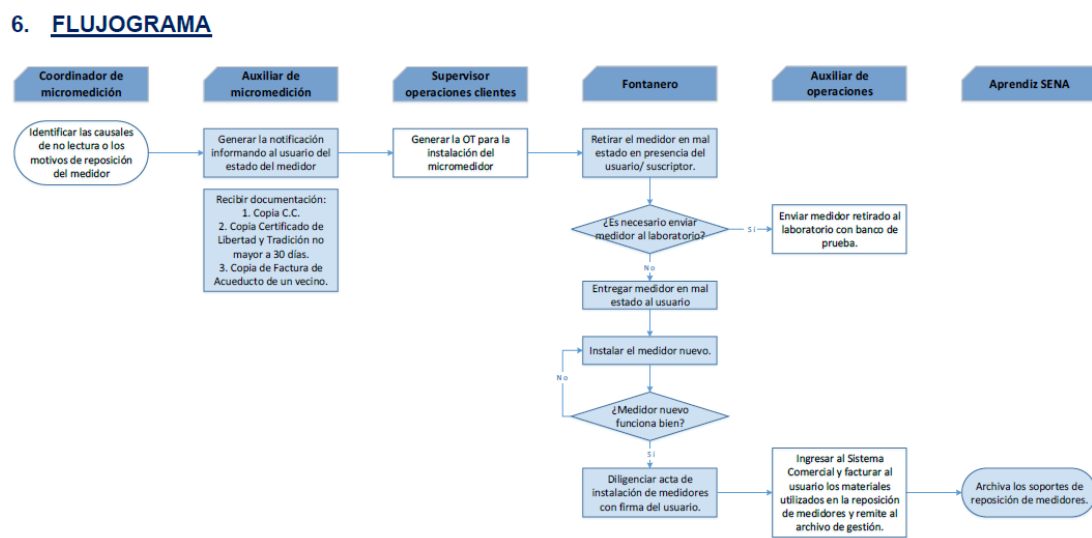 6. FLUJOGRAMA
Coordinador de
micromedición
Auxiliar de
micromedición
Supervisor
operaciones clientes
Fontanero
Auxiliar de
operaciones
Aprendiz SENA
Identificar las causales
de no lectura o los
motivos de reposición
del medidor
Generar la notificación
informando al usuario del
estado del medidor
Generar la OT para la
instalación del
micromedidor
Retirar el medidor en mal
estado en presencia del
usuario/ suscriptor.
Recibir documentación:
1. Copia C.C.
2. Copia Certificado de
Libertad y Tradición no
mayor a 30 días.
3. Copia de Factura de
Acueducto de un vecino.
¿Es necesario enviar
medidor al laboratorio?
Si
Enviar medidor retirado al
laboratorio con banco de
prueba.
No
Entregar medidor en mal
estado al usuario
Instalar el medidor nuevo.
No
¿Medidor nuevo
funciona bien?
Si
Diligenciar acta de
instalación de medidores
con firma del usuario.
Ingresar al Sistema
Comercial y facturar al
usuario los materiales
utilizados en la reposición
de medidores y remite al
archivo de gestión.
Archiva los soportes de
reposición de medidores.